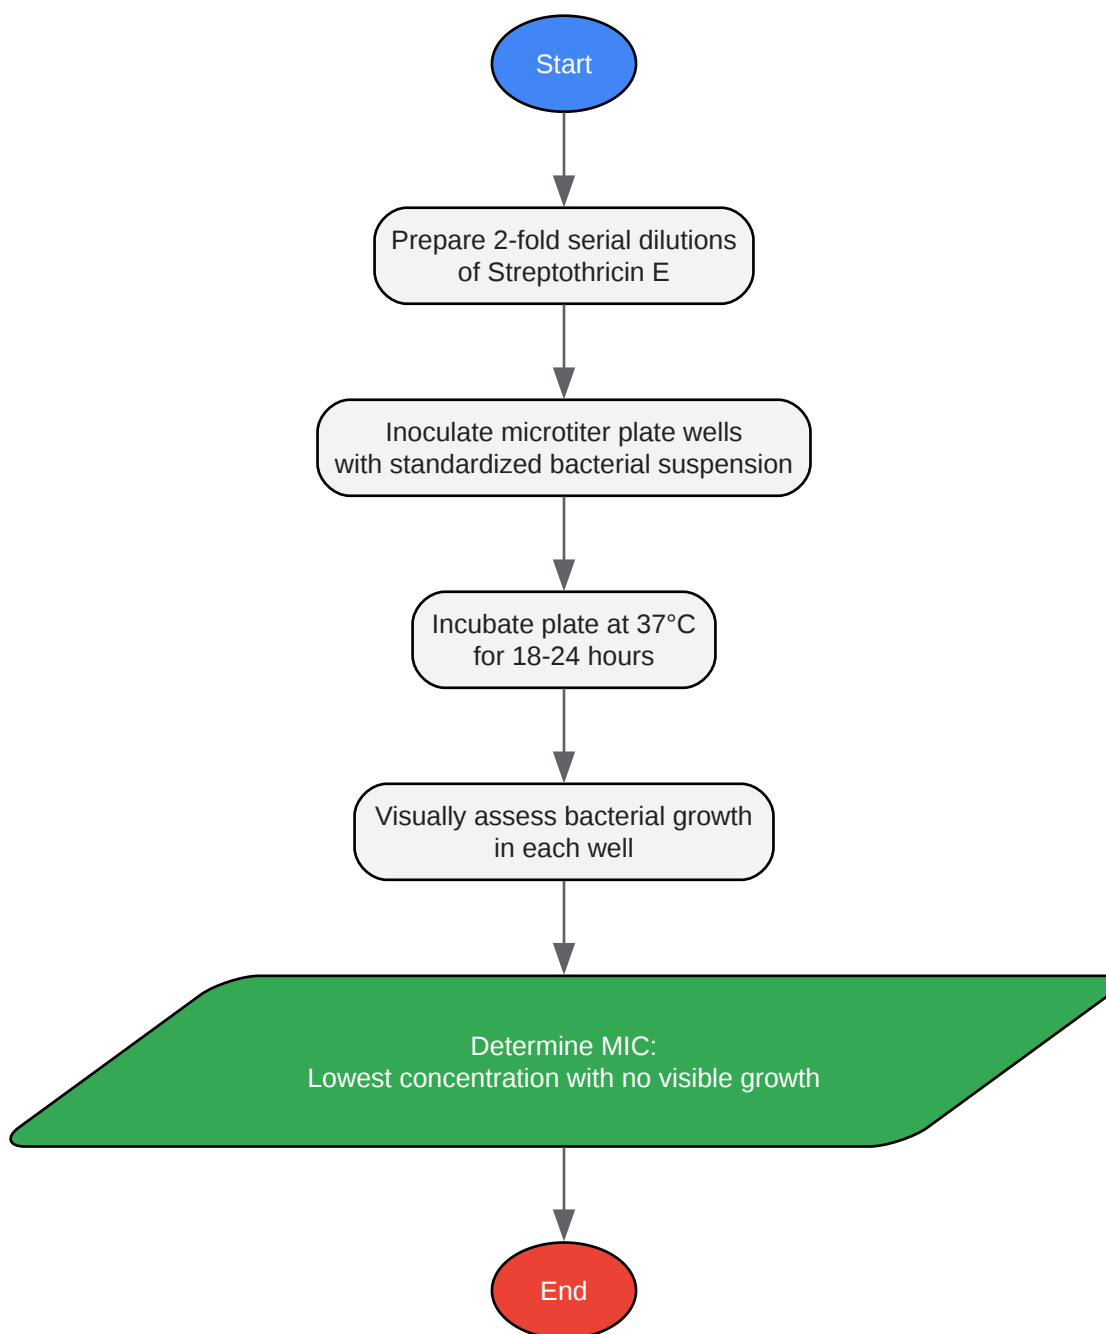 Start
Prepare 2-fold serial dilutions
of Streptothricin E
Inoculate microtiter plate wells
with standardized bacterial suspension
Incubate plate at 37°C
for 18-24 hours
Visually assess bacterial growth
in each well
Determine MIC:
Lowest concentration with no visible growth
End